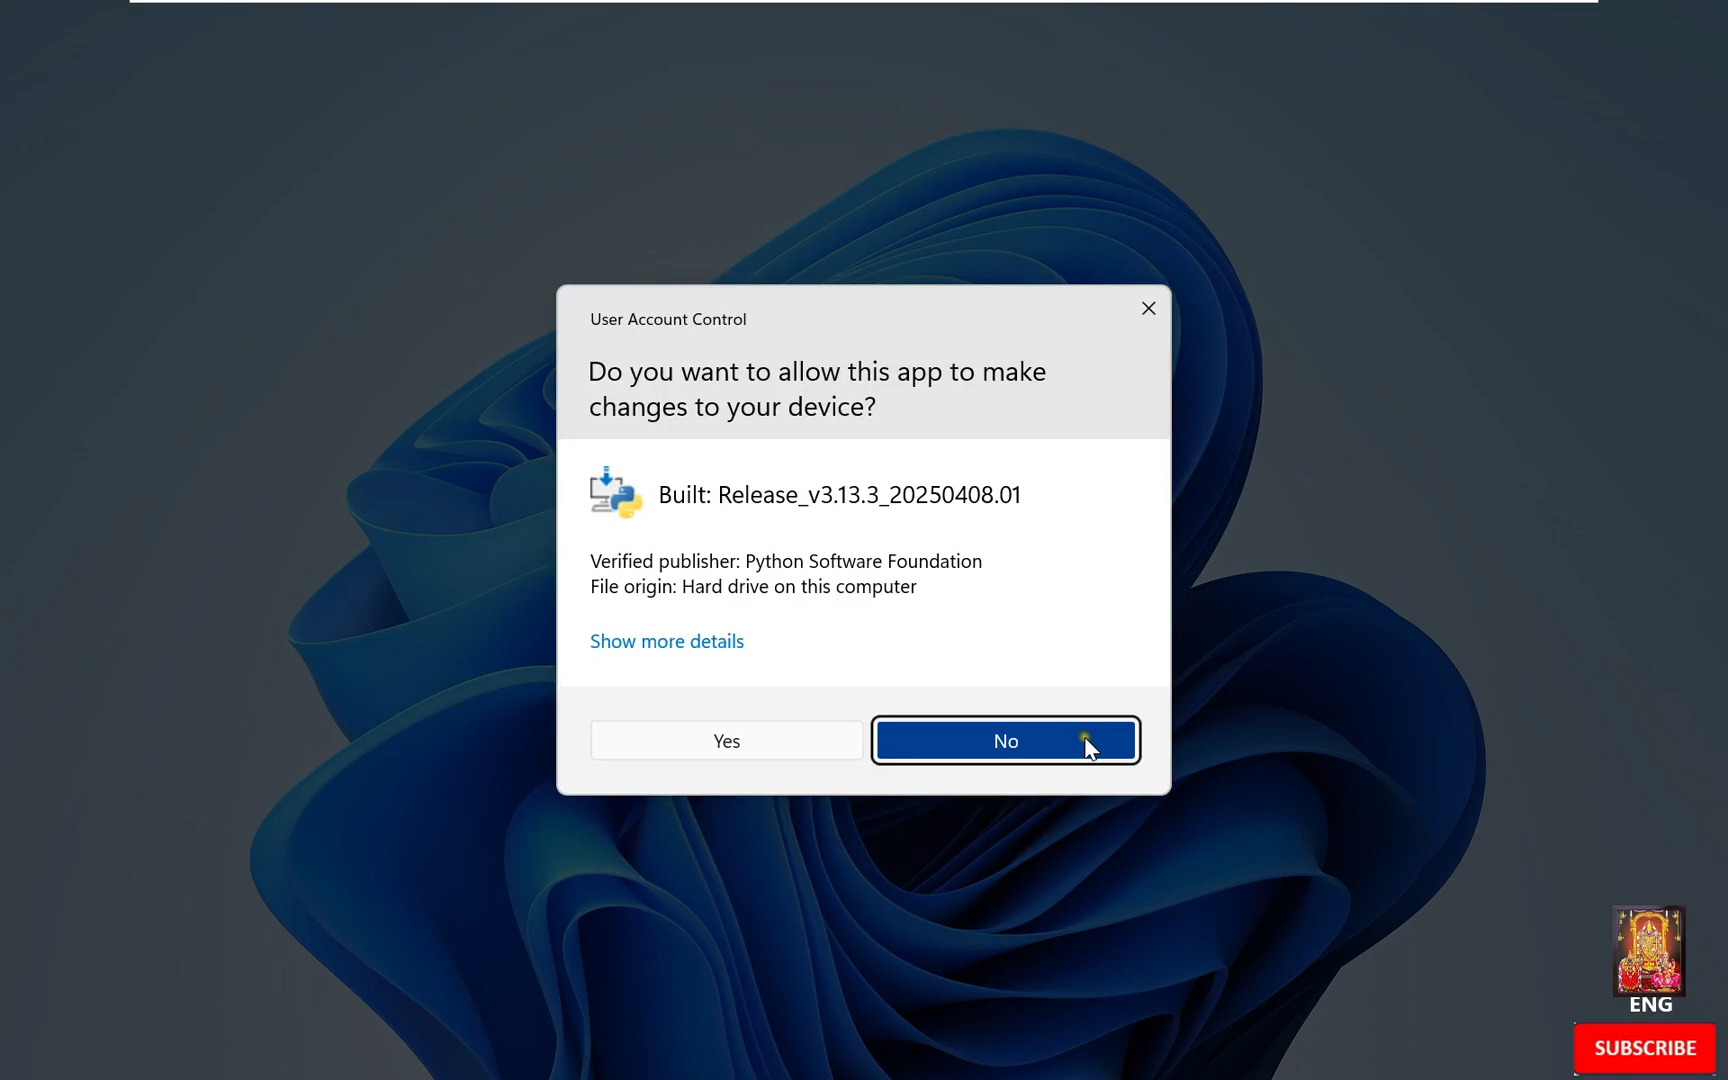 User Account Control
Do you want to allow this app to make
changes to your device?
Built: Release_v3.13.3_20250408.01
Verified publisher: Python Software Foundation
File origin: Hard drive on this computer
Show more details
Yes
No
ENG
SUBSCRIBE